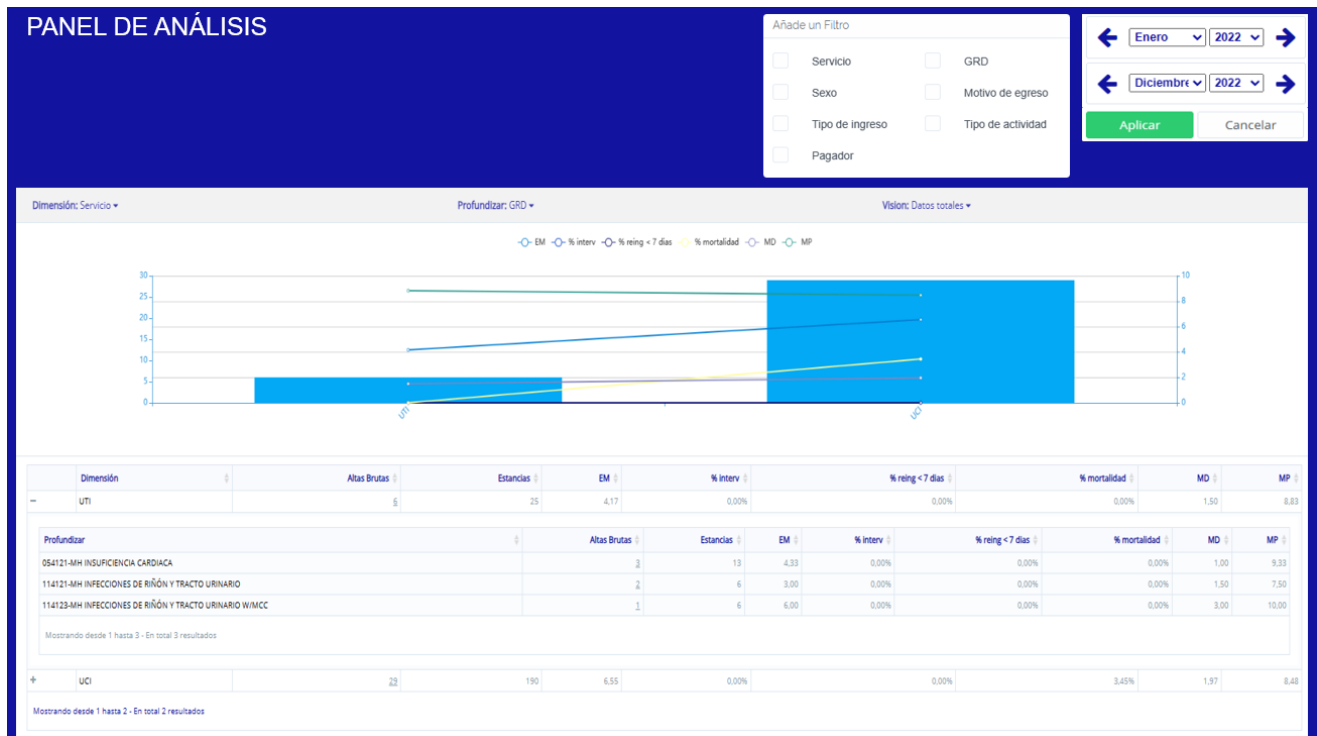 PANEL DE ANÁLISIS
Añade un Filtro
Servicio GRD
Sexo Motivo de egreso
Tipo de ingreso Tipo de actividad
Pagador
Enero 2022
Diciembre 2022
Aplicar Cancelar
Dimensión: Servicio Profundizar: GRD Vision: Datos totales
EM % interv % reing < 7 dias % mortalidad MD MP
30 10
25 8
20 6
15 4
10 2
5 0
0
UTI UCI
Dimensión Altas Brutas Estancias EM % interv % reing < 7 dias % mortalidad MD MP
− UTI 6 25 4,17 0,00% 0,00% 0,00% 1,50 8,83
Profundizar Altas Brutas Estancias EM % interv % reing < 7 dias % mortalidad MD MP
054121-MH INSUFICIENCIA CARDIACA 3 13 4,33 0,00% 0,00% 0,00% 1,00 9,33
114121-MH INFECCIONES DE RIÑÓN Y TRACTO URINARIO 2 6 3,00 0,00% 0,00% 0,00% 1,50 7,50
114123-MH INFECCIONES DE RIÑÓN Y TRACTO URINARIO W/MCC 1 6 6,00 0,00% 0,00% 0,00% 3,00 10,00
Mostrando desde 1 hasta 3 - En total 3 resultados
+ UCI 29 190 6,55 0,00% 0,00% 3,45% 1,97 8,48
Mostrando desde 1 hasta 2 - En total 2 resultados